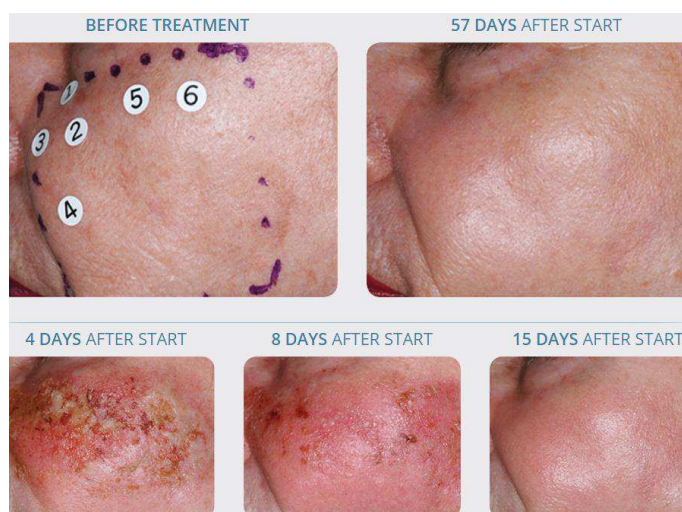 BEFORE TREATMENT
57 DAYS AFTER START
1
5
6
3
2
4
4 DAYS AFTER START
8 DAYS AFTER START
15 DAYS AFTER START